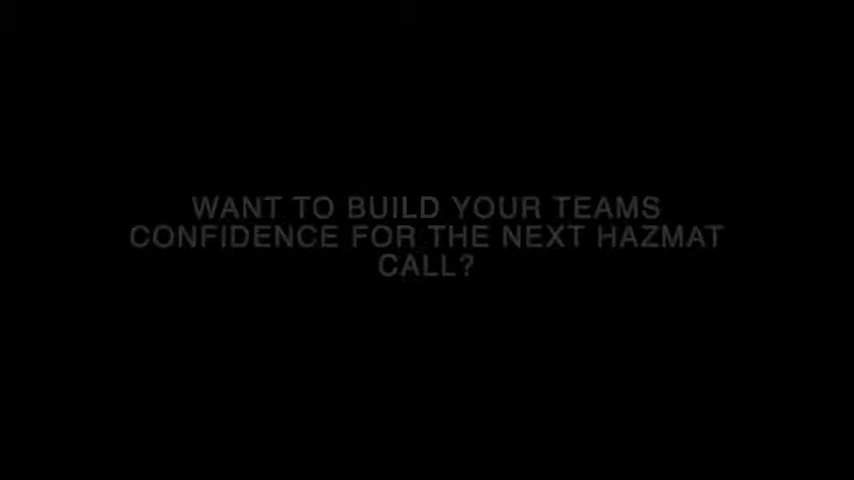 WANT TO BUILD YOUR TEAMS
CONFIDENCE FOR THE NEXT HAZMAT
CALL?